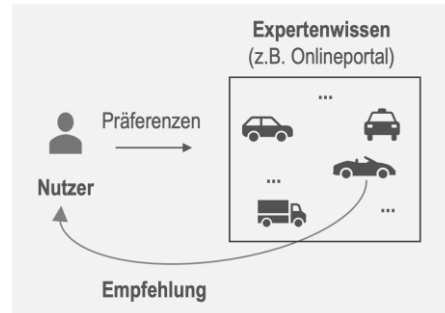 Expertenwissen
(z.B. Onlineportal)
Präferenzen
...
...
...
Nutzer
Empfehlung